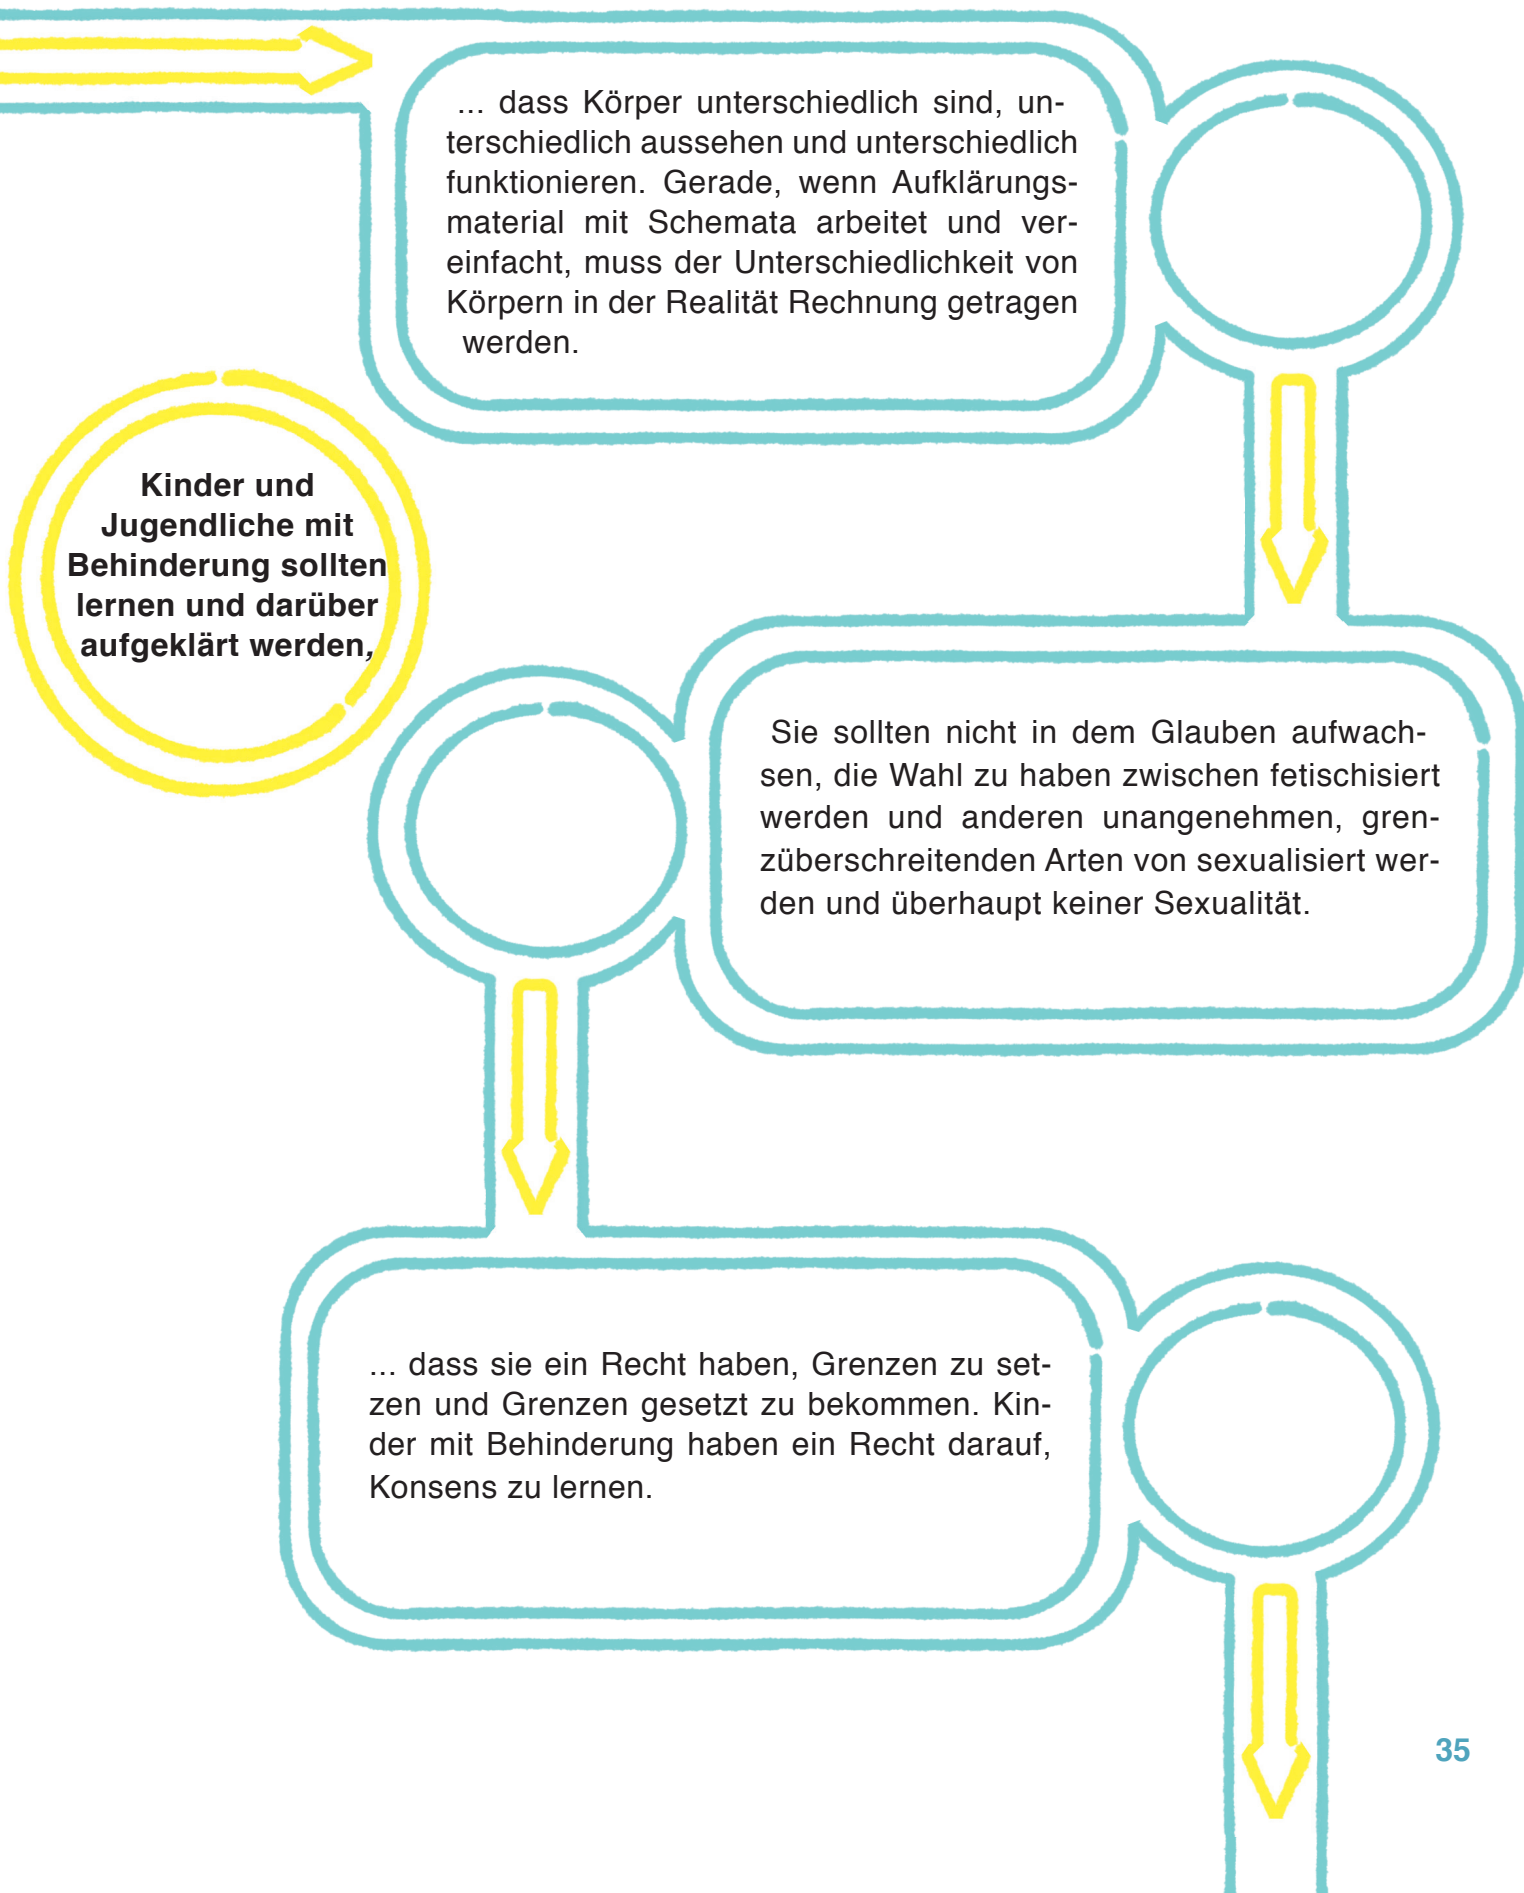 ... dass Körper unterschiedlich sind, un-
terschiedlich aussehen und unterschiedlich
funktionieren. Gerade, wenn Aufklärungs-
material mit Schemata arbeitet und ver-
einfacht, muss der Unterschiedlichkeit von
Körpern in der Realität Rechnung getragen
werden.
Kinder und
Jugendliche mit
Behinderung sollten
lernen und darüber
aufgeklärt werden,
Sie sollten nicht in dem Glauben aufwach-
sen, die Wahl zu haben zwischen fetischisiert
werden und anderen unangenehmen, gren-
züberschreitenden Arten von sexualisiert wer-
den und überhaupt keiner Sexualität.
... dass sie ein Recht haben, Grenzen zu set-
zen und Grenzen gesetzt zu bekommen. Kin-
der mit Behinderung haben ein Recht darauf,
Konsens zu lernen.
35